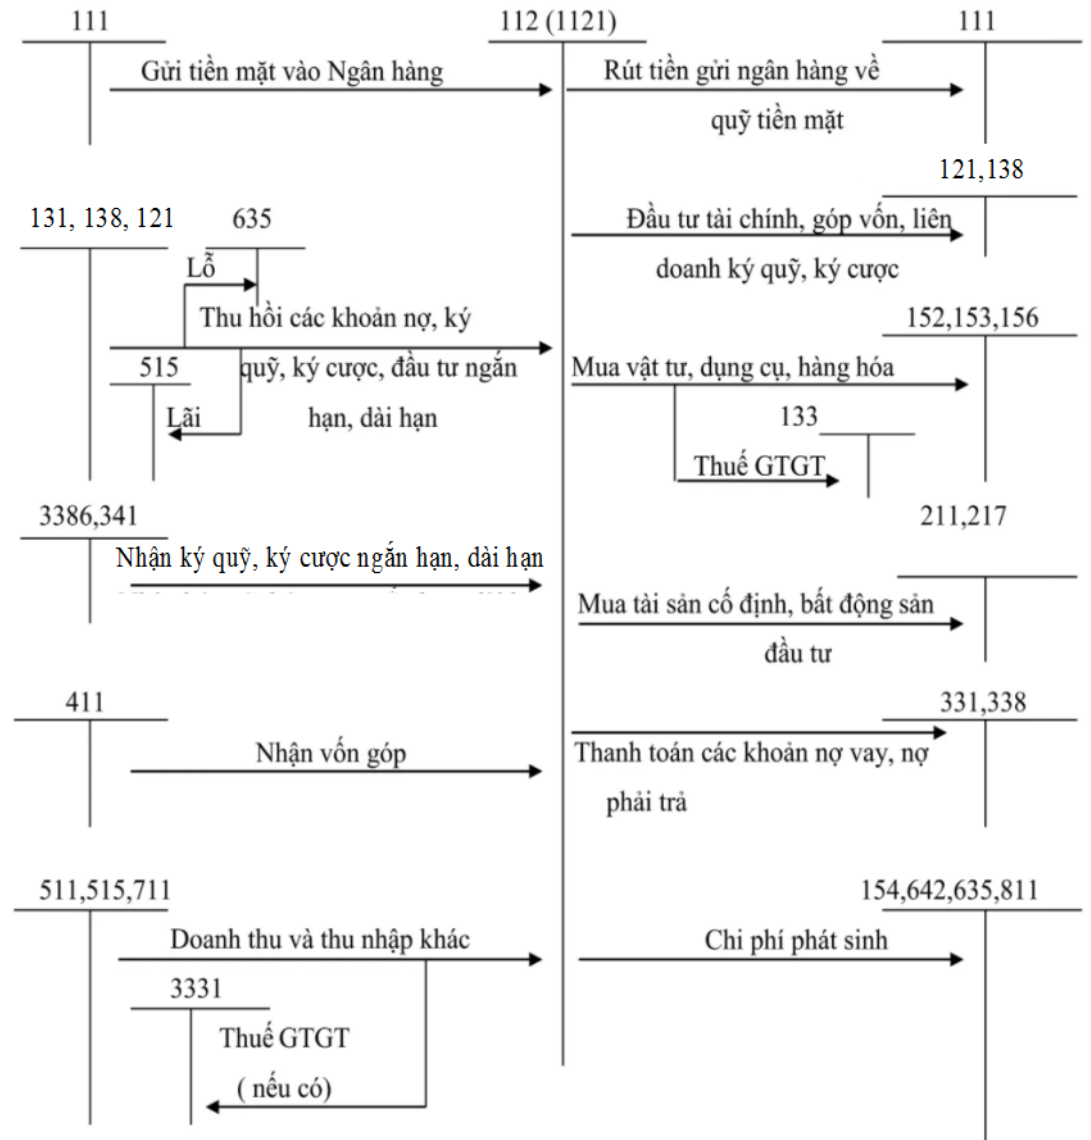 111
112 (1121)
111
Gửi tiền mặt vào Ngân hàng
Rút tiền gửi ngân hàng về
quỹ tiền mặt
121,138
131, 138, 121
635
Đầu tư tài chính, góp vốn, liên
doanh ký quỹ, ký cược
Lỗ
Thu hồi các khoản nợ, ký
quỹ, ký cược, đầu tư ngắn
hạn, dài hạn
515
Lãi
152,153,156
Mua vật tư, dụng cụ, hàng hóa
133
Thuế GTGT
3386,341
Nhận ký quỹ, ký cược ngắn hạn, dài hạn
211,217
Mua tài sản cố định, bất động sản
đầu tư
411
Nhận vốn góp
331,338
Thanh toán các khoản nợ vay, nợ
phải trả
511,515,711
Doanh thu và thu nhập khác
3331
Thuế GTGT
( nếu có)
154,642,635,811
Chi phí phát sinh